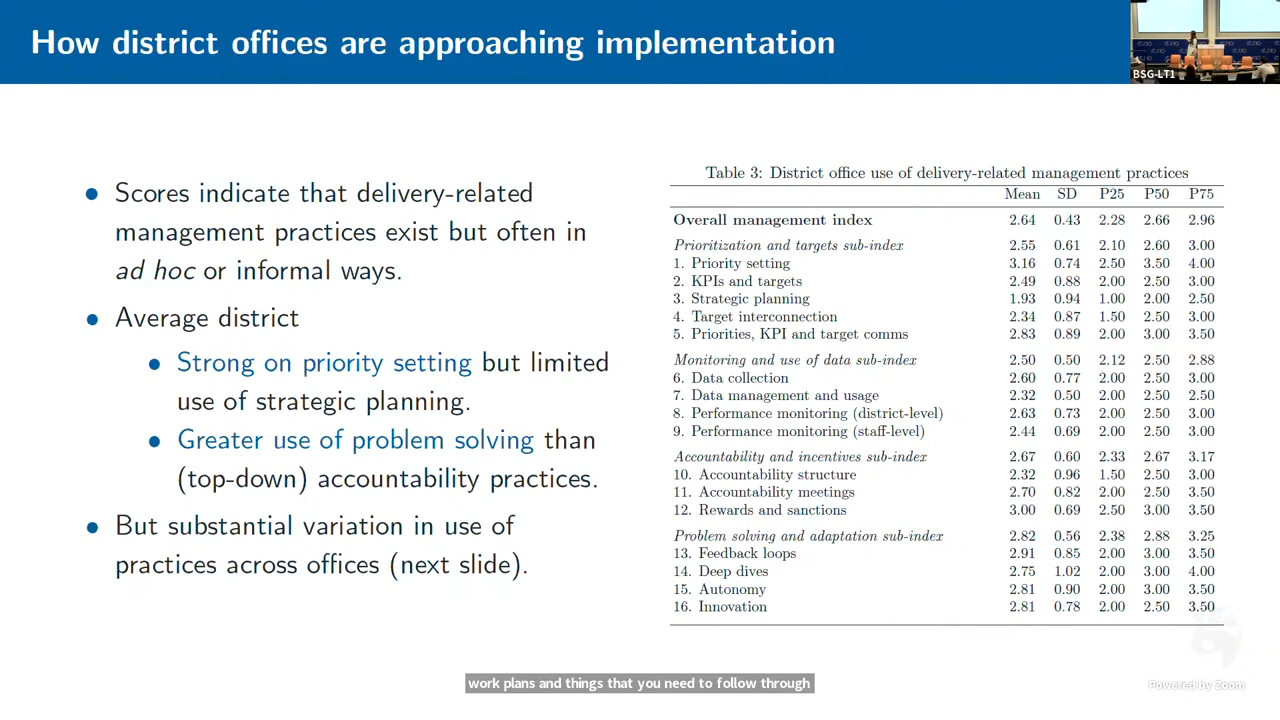 How district offices are approaching implementation
BSG-LT1
• Scores indicate that delivery-related
management practices exist but often in
ad hoc or informal ways.
• Average district
• Strong on priority setting but limited
use of strategic planning.
• Greater use of problem solving than
(top-down) accountability practices.
• But substantial variation in use of
practices across offices (next slide).
Table 3: District office use of delivery-related management practices
Mean SD P25 P50 P75
Overall management index 2.64 0.43 2.28 2.66 2.96
Prioritization and targets sub-index 2.55 0.61 2.10 2.60 3.00
1. Priority setting 3.16 0.74 2.50 3.50 4.00
2. KPIs and targets 2.49 0.88 2.00 2.50 3.00
3. Strategic planning 1.93 0.94 1.00 2.00 2.50
4. Target interconnection 2.34 0.87 1.50 2.50 3.00
5. Priorities, KPI and target comms 2.83 0.89 2.00 3.00 3.50
Monitoring and use of data sub-index 2.50 0.50 2.12 2.50 2.88
6. Data collection 2.60 0.77 2.00 2.50 3.00
7. Data management and usage 2.32 0.50 2.00 2.50 2.50
8. Performance monitoring (district-level) 2.63 0.73 2.00 2.50 3.00
9. Performance monitoring (staff-level) 2.44 0.69 2.00 2.50 3.00
Accountability and incentives sub-index 2.67 0.60 2.33 2.67 3.17
10. Accountability structure 2.32 0.96 1.50 2.50 3.00
11. Accountability meetings 2.70 0.82 2.00 2.50 3.50
12. Rewards and sanctions 3.00 0.69 2.50 3.00 3.50
Problem solving and adaptation sub-index 2.82 0.56 2.38 2.88 3.25
13. Feedback loops 2.91 0.85 2.00 3.00 3.50
14. Deep dives 2.75 1.02 2.00 3.00 4.00
15. Autonomy 2.81 0.90 2.00 3.00 3.50
16. Innovation 2.81 0.78 2.00 2.50 3.50
work plans and things that you need to follow through
Powered by Zoom